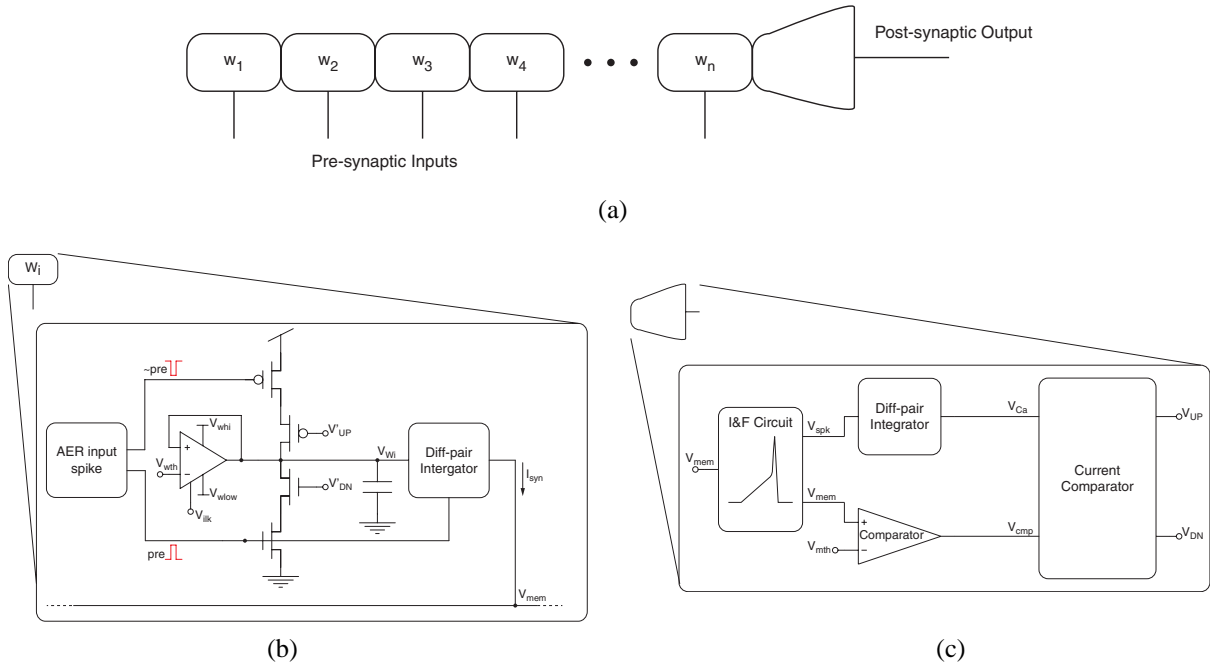 w1
w2
w3
w4
• • •
wn
Post-synaptic Output
Pre-synaptic Inputs
(a)
Wi
~pre
AER input
spike
pre
Vwhi
Vwth
Vwlow
Vilk
V'UP
V'DN
VWi
Diff-pair
Intergator
Isyn
Vmem
(b)
Vmem
I&F Circuit
Vspk
Vmem
Diff-pair
Integrator
VCa
Comparator
+
−
Vmth
Vcmp
Current
Comparator
VUP
VDN
(c)